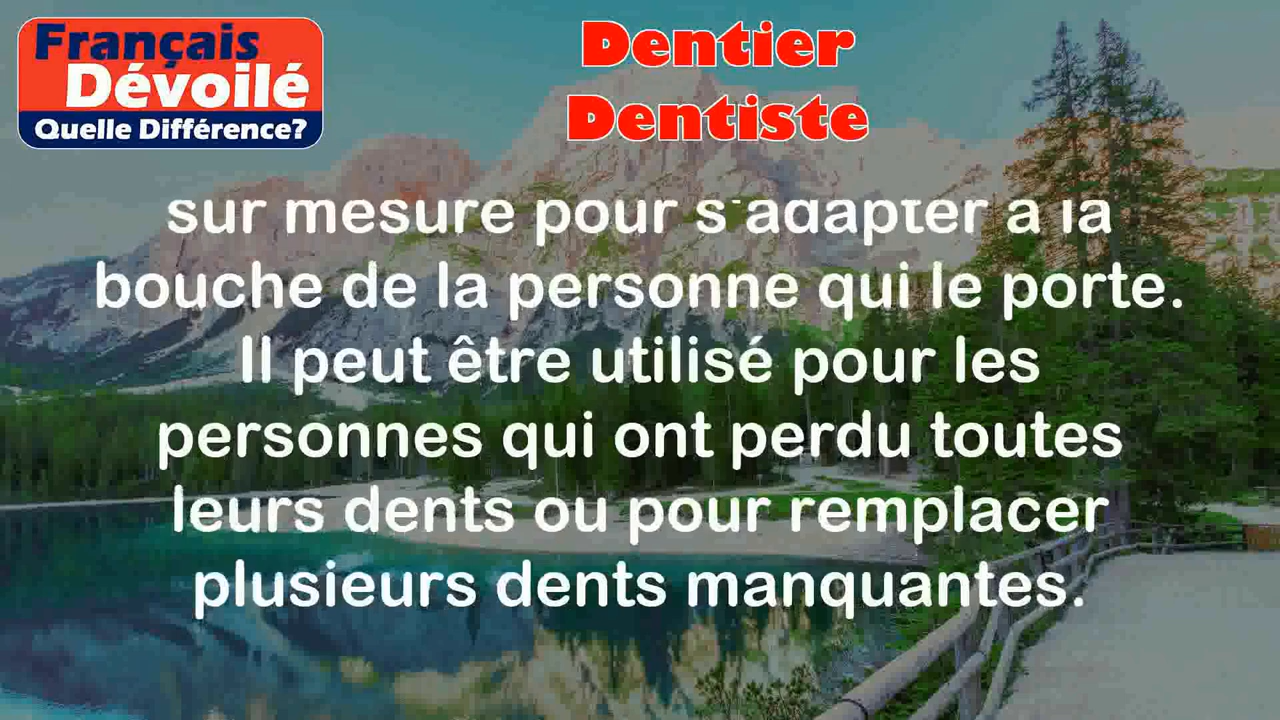 Français
Dévoilé
Quelle Différence?
Dentier
Dentiste
sur mesure pour s'adapter à la
bouche de la personne qui le porte.
Il peut être utilisé pour les
personnes qui ont perdu toutes
leurs dents ou pour remplacer
plusieurs dents manquantes.